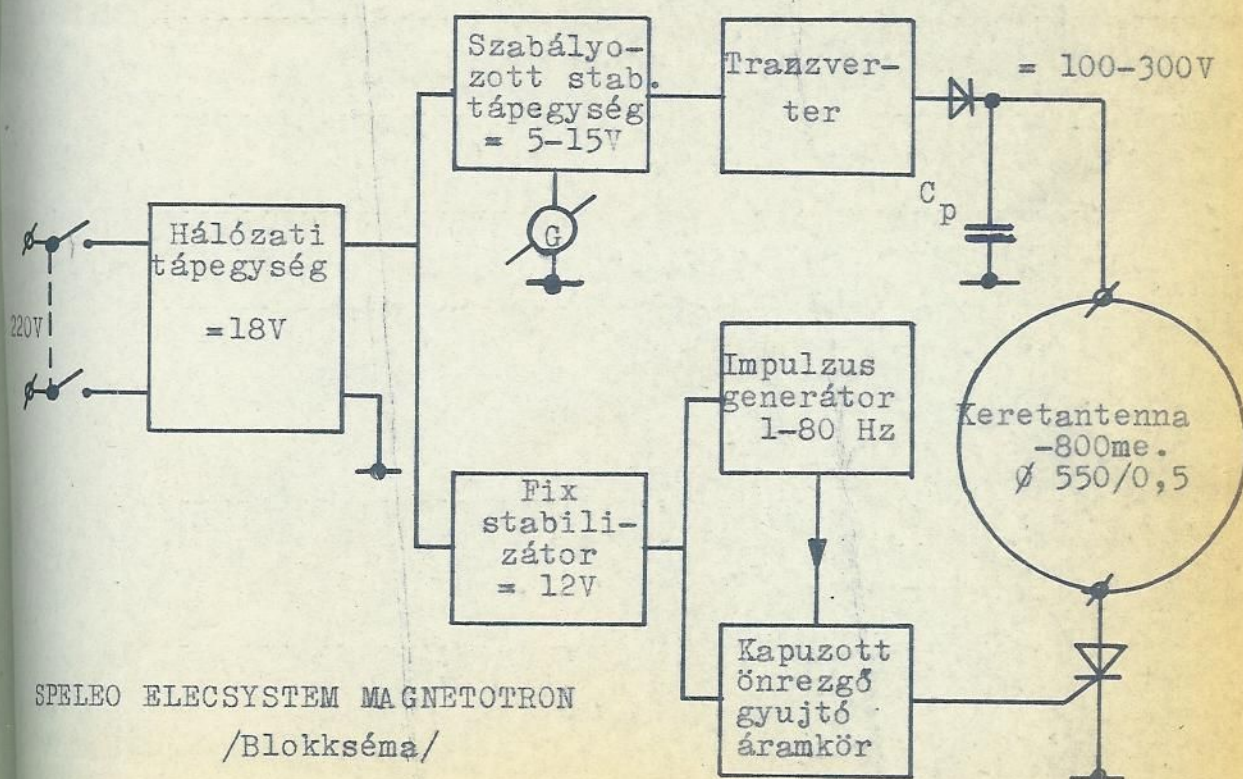 Szabályo-
zott stab.
tápegység
= 5-15V
Tranzver-
ter
= 100-300V
Cp
G
220V
Hálózati
tápegység
=18V
Impulzus
generátor
1-80 Hz
Keretantenna
-800me.
Ø 550/0,5
Fix
stabili-
zátor
= 12V
Kapuzott
önrezgő
gyujtó
áramkör
SPELEO ELECSYSTEM MAGNETOTRON
/Blokkséma/